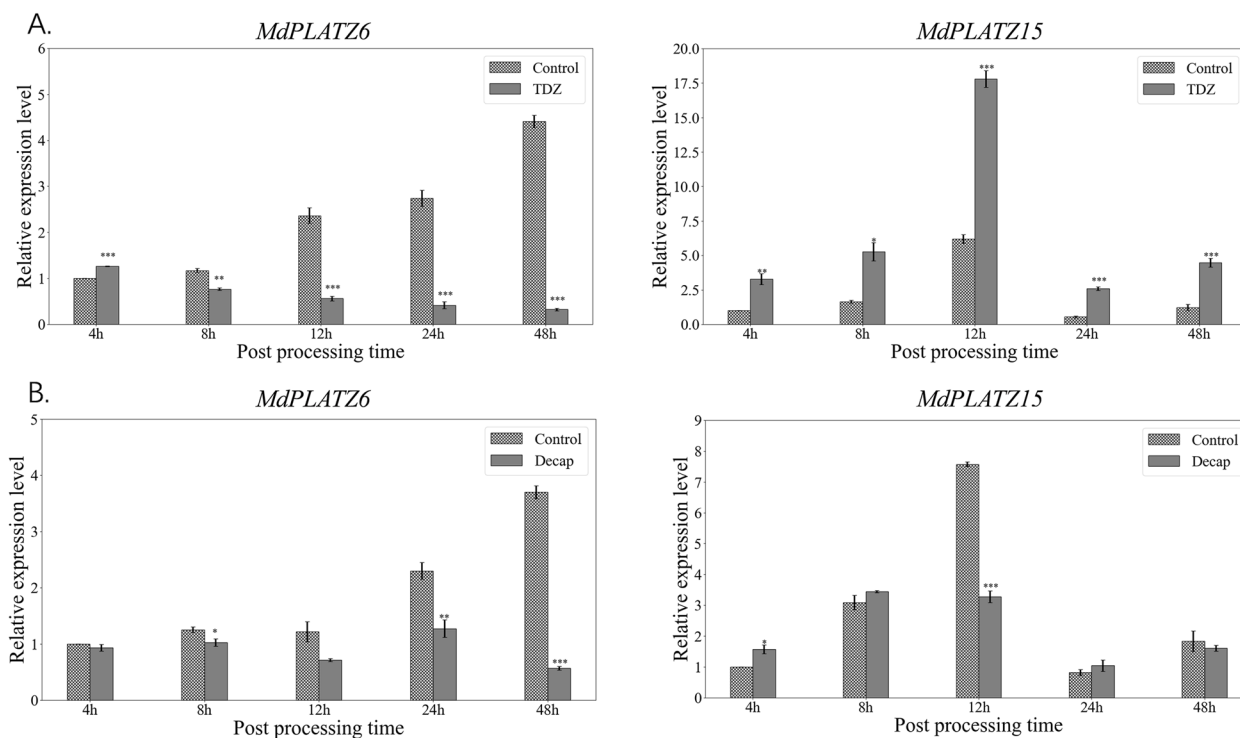 A.
MdPLATZ6
Relative expression level
6
5
4
3
2
1
0
Control
TDZ
***
**
***
***
***
4h 8h 12h 24h 48h
Post processing time
MdPLATZ15
Relative expression level
20.0
17.5
15.0
12.5
10.0
7.5
5.0
2.5
0.0
Control
TDZ
**
*
***
***
***
4h 8h 12h 24h 48h
Post processing time
B.
MdPLATZ6
Relative expression level
5
4
3
2
1
0
Control
Decap
*
**
***
4h 8h 12h 24h 48h
Post processing time
MdPLATZ15
Relative expression level
9
8
7
6
5
4
3
2
1
0
Control
Decap
*
***
4h 8h 12h 24h 48h
Post processing time